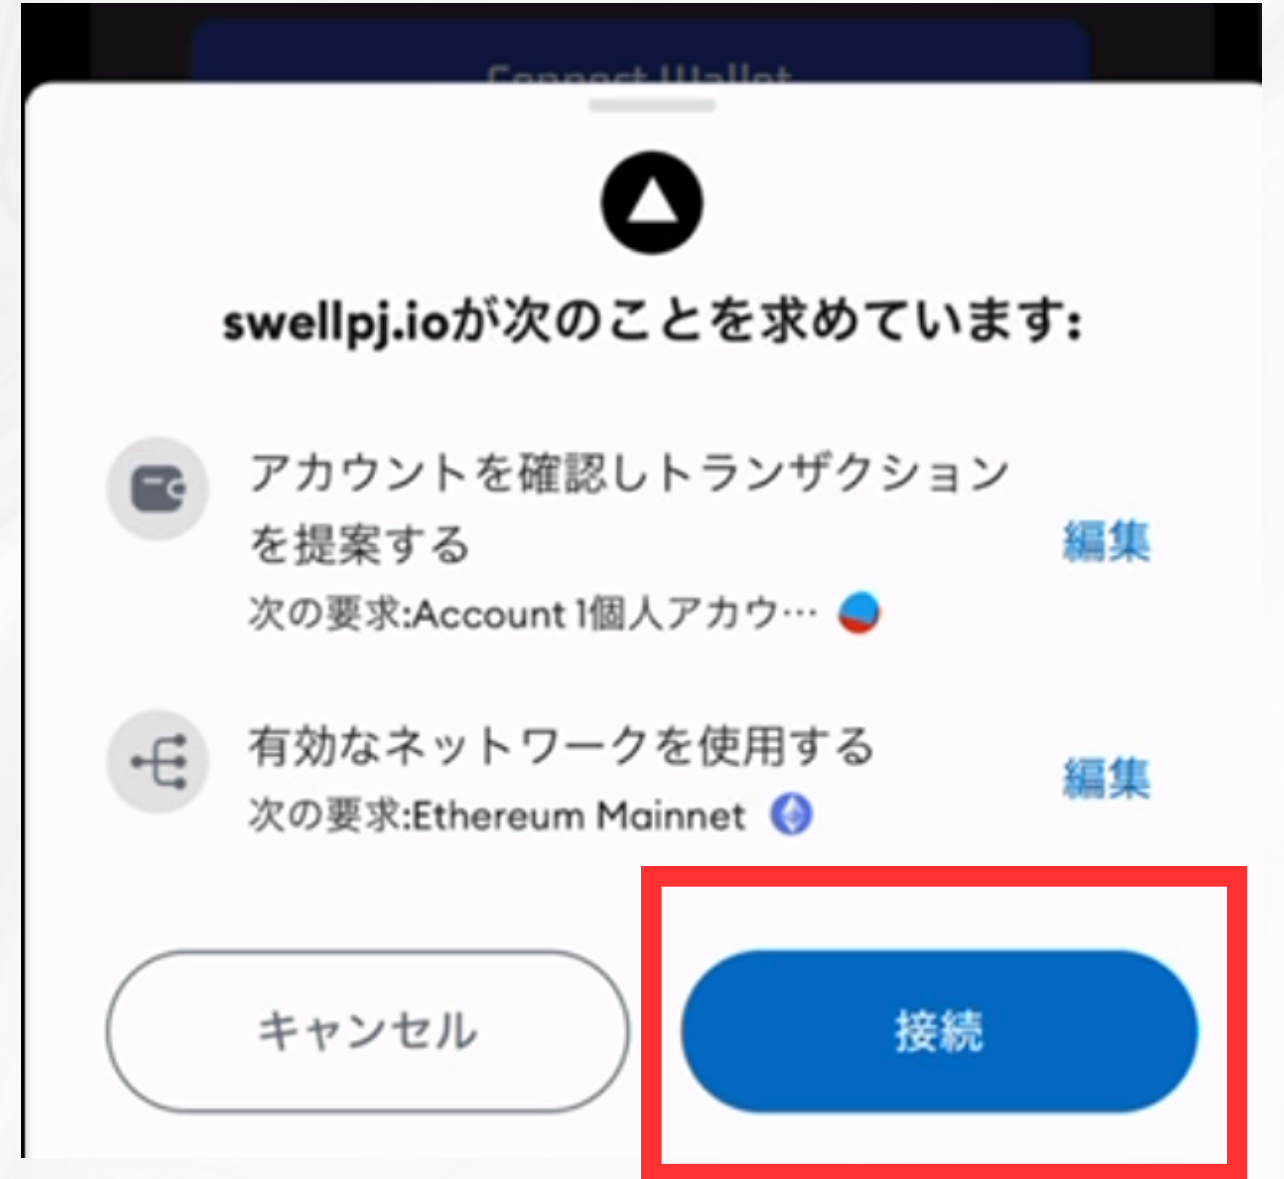 Connect Wallet
swellpj.ioが次のことを求めています:
アカウントを確認しトランザクション
を提案する
編集
次の要求:Account 1個人アカウ…
有効なネットワークを使用する
編集
次の要求:Ethereum Mainnet
キャンセル
接続